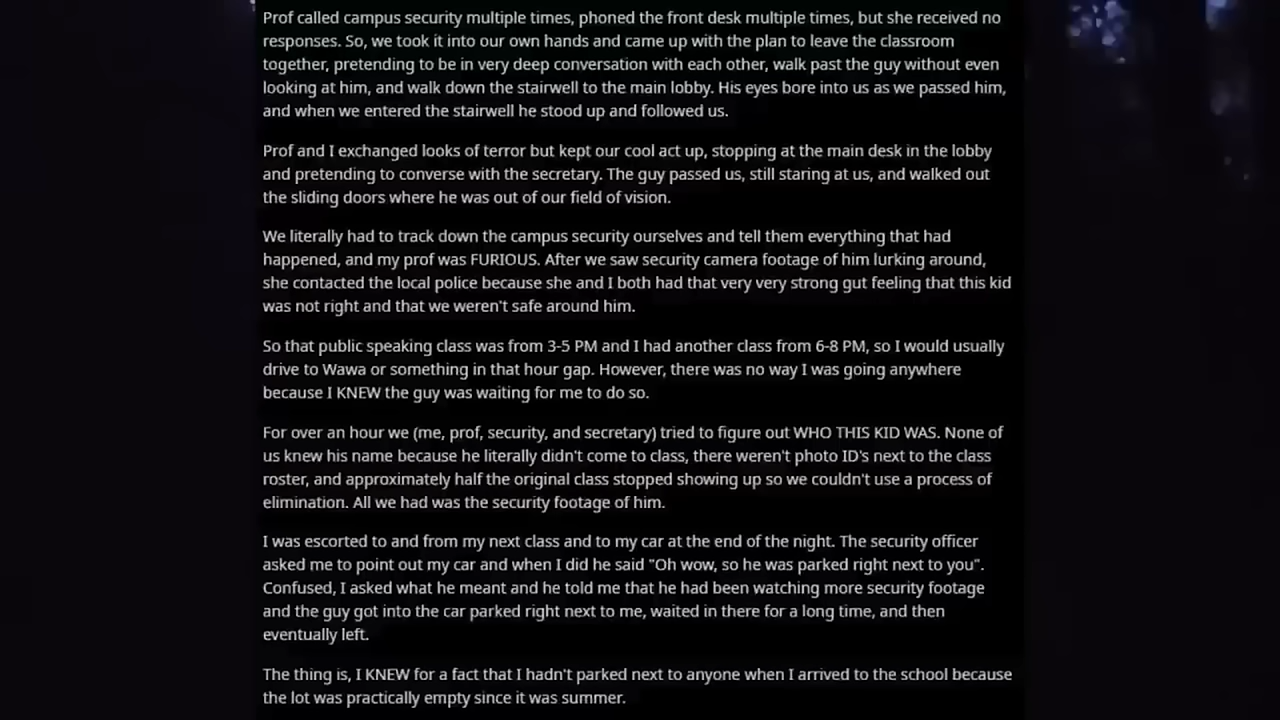 Prof called campus security multiple times, phoned the front desk multiple times, but she received no
responses. So, we took it into our own hands and came up with the plan to leave the classroom
together, pretending to be in very deep conversation with each other, walk past the guy without even
looking at him, and walk down the stairwell to the main lobby. His eyes bore into us as we passed him,
and when we entered the stairwell he stood up and followed us.
Prof and I exchanged looks of terror but kept our cool act up, stopping at the main desk in the lobby
and pretending to converse with the secretary. The guy passed us, still staring at us, and walked out
the sliding doors where he was out of our field of vision.
We literally had to track down the campus security ourselves and tell them everything that had
happened, and my prof was FURIOUS. After we saw security camera footage of him lurking around,
she contacted the local police because she and I both had that very very strong gut feeling that this kid
was not right and that we weren't safe around him.
So that public speaking class was from 3-5 PM and I had another class from 6-8 PM, so I would usually
drive to Wawa or something in that hour gap. However, there was no way I was going anywhere
because I KNEW the guy was waiting for me to do so.
For over an hour we (me, prof, security, and secretary) tried to figure out WHO THIS KID WAS. None of
us knew his name because he literally didn't come to class, there weren't photo ID's next to the class
roster, and approximately half the original class stopped showing up so we couldn't use a process of
elimination. All we had was the security footage of him.
I was escorted to and from my next class and to my car at the end of the night. The security officer
asked me to point out my car and when I did he said "Oh wow, so he was parked right next to you".
Confused, I asked what he meant and he told me that he had been watching more security footage
and the guy got into the car parked right next to me, waited in there for a long time, and then
eventually left.
The thing is, I KNEW for a fact that I hadn't parked next to anyone when I arrived to the school because
the lot was practically empty since it was summer.